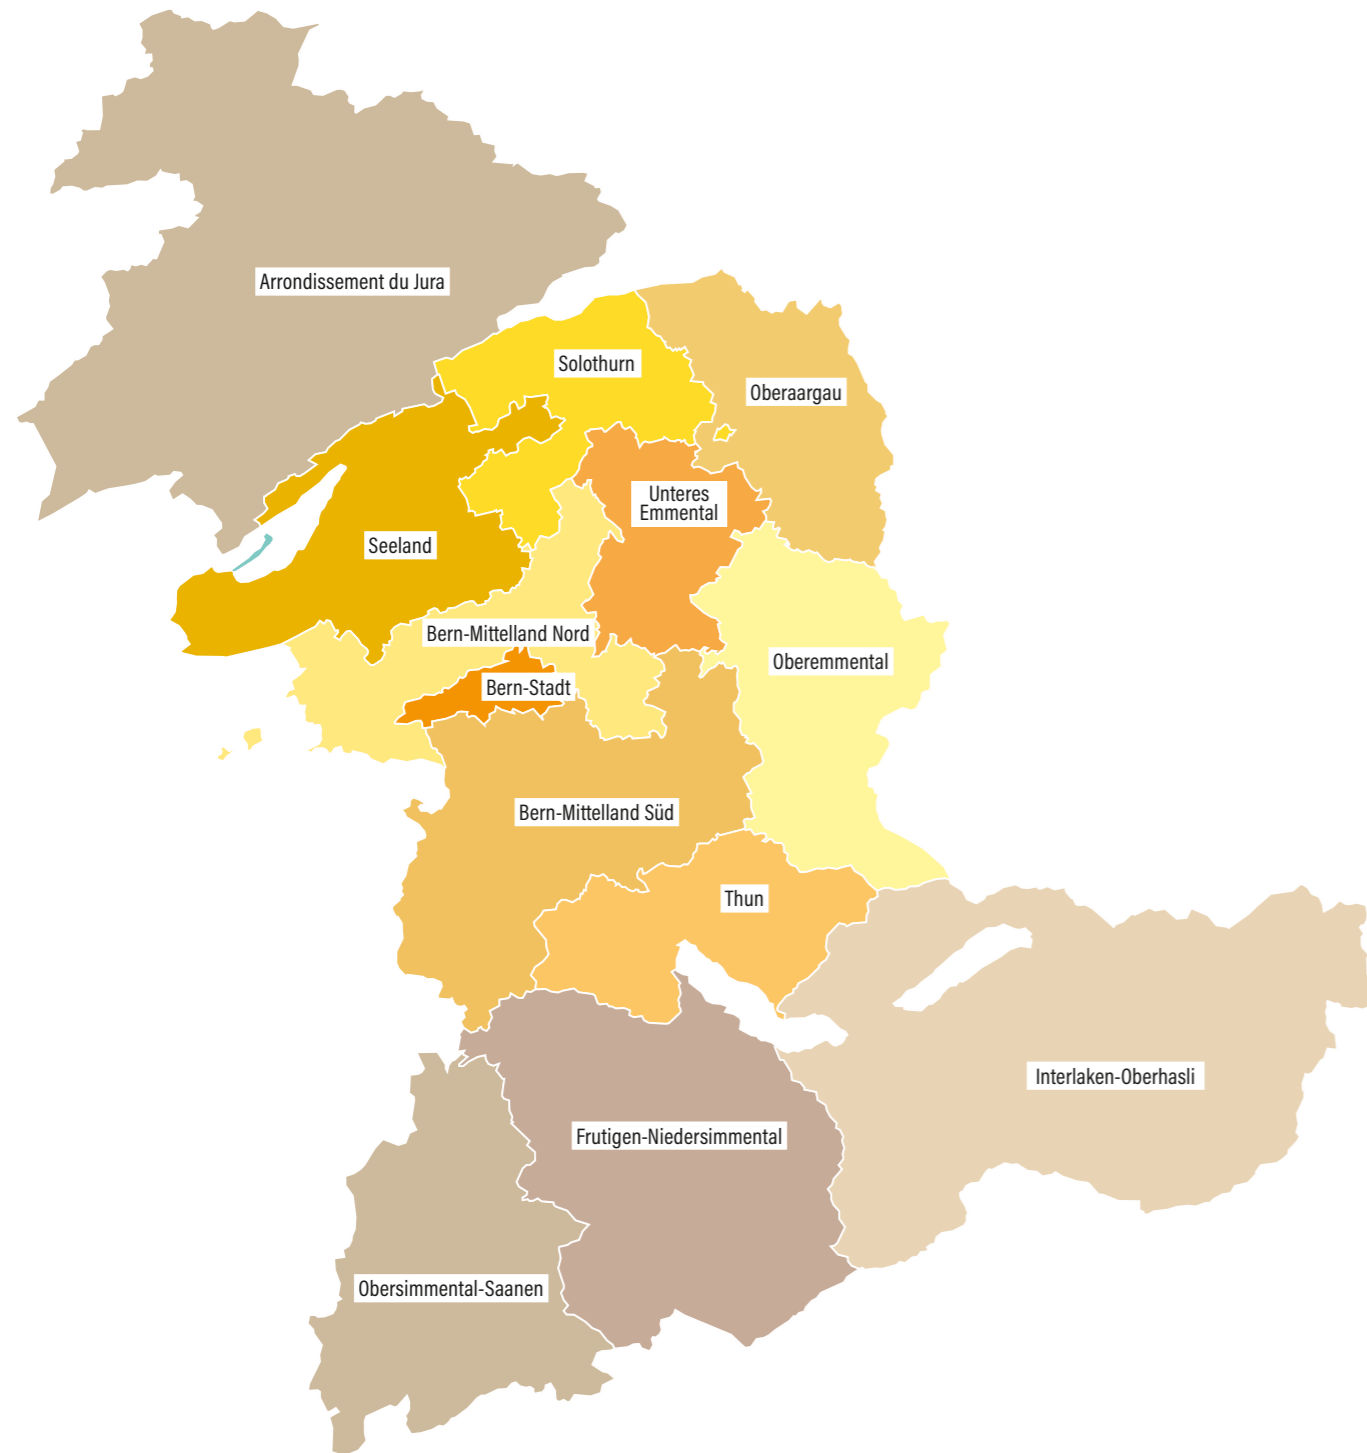 Arrondissement du Jura
Solothurn
Oberaargau
Unteres
Emmental
Seeland
Bern-Mittelland Nord
Oberemmental
Bern-Stadt
Bern-Mittelland Süd
Thun
Interlaken-Oberhasli
Frutigen-Niedersimmental
Obersimmental-Saanen